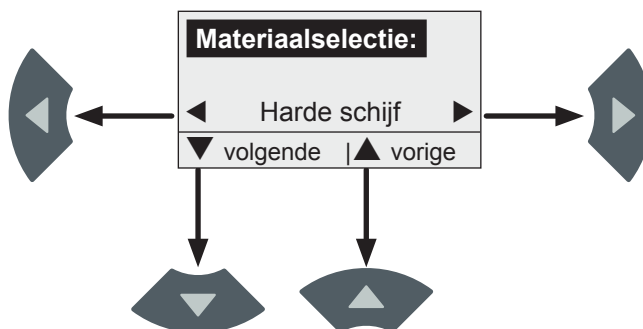 Materiaalselectie:
◀ Harde schijf ▶
▼ volgende |▲ vorige